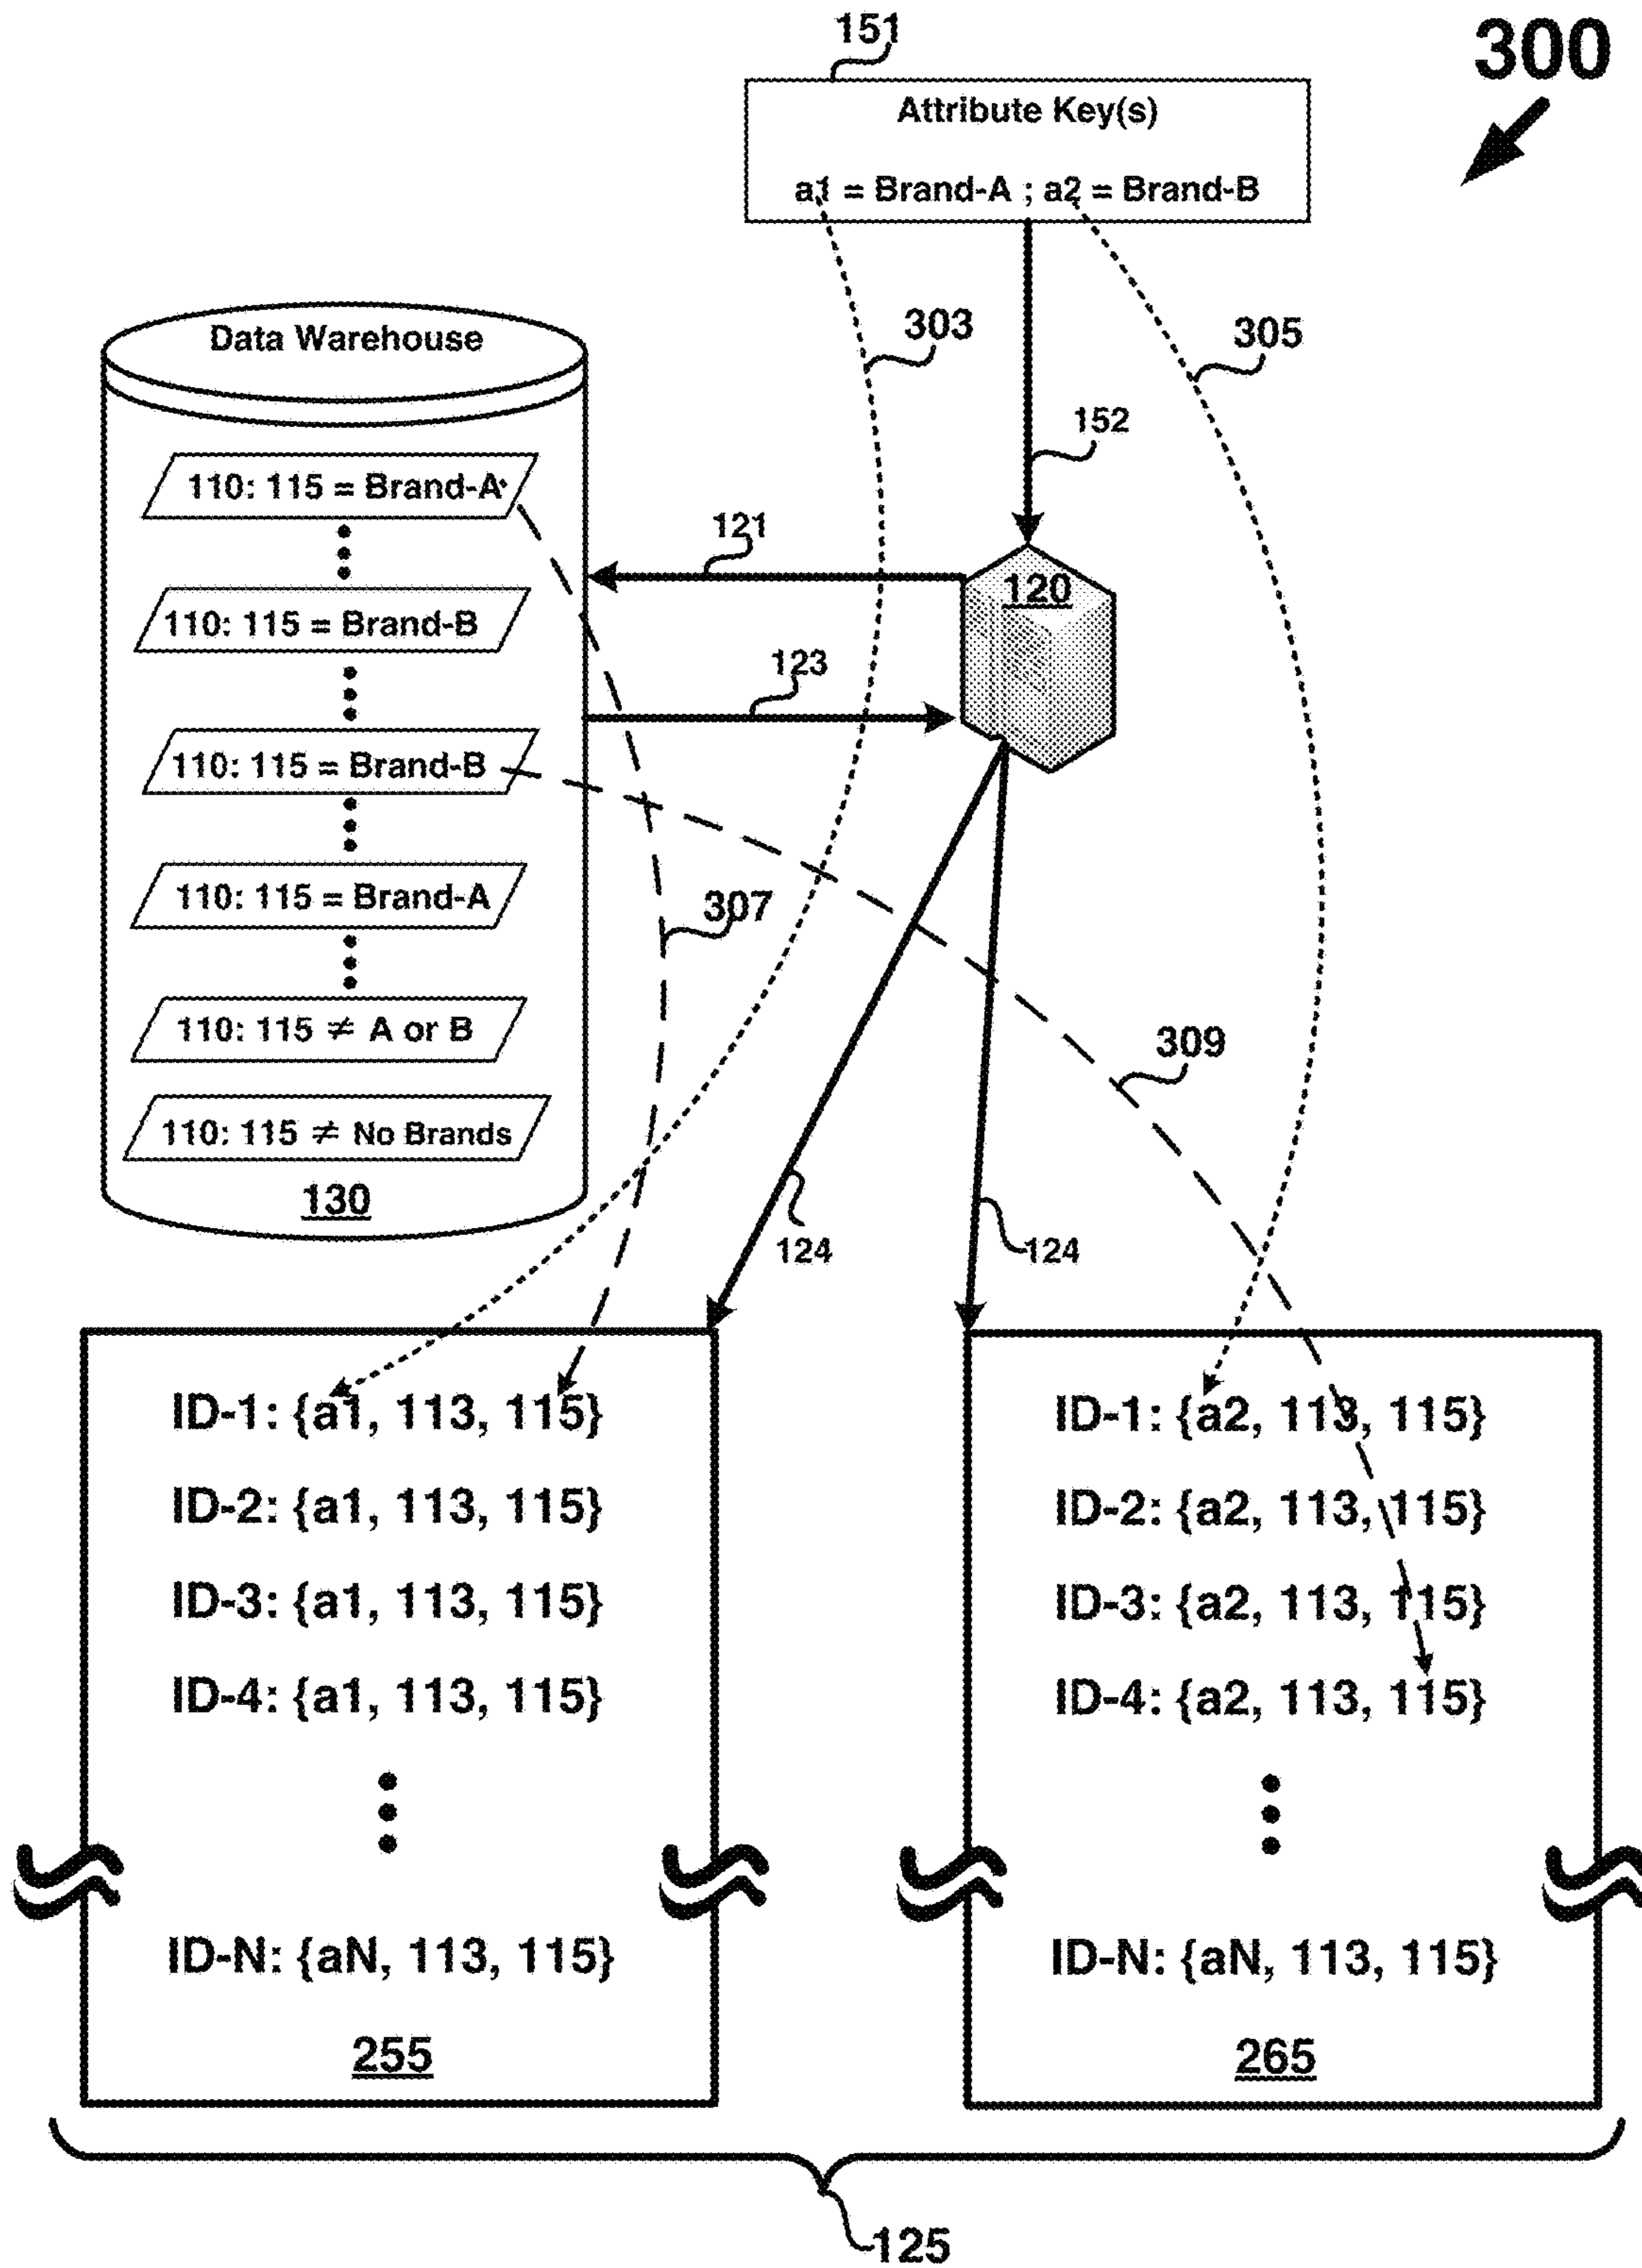 151
300
Attribute Key(s)
a1 = Brand-A ; a2 = Brand-B
303
305
Data Warehouse
152
110: 115 = Brand-A
121
120
110: 115 = Brand-B
123
110: 115 = Brand-B
110: 115 = Brand-A
307
110: 115 ≠ A or B
309
110: 115 ≠ No Brands
130
124
124
ID-1: {a1, 113, 115}
ID-2: {a1, 113, 115}
ID-3: {a1, 113, 115}
ID-4: {a1, 113, 115}
ID-N: {aN, 113, 115}
255
ID-1: {a2, 113, 115}
ID-2: {a2, 113, 115}
ID-3: {a2, 113, 115}
ID-4: {a2, 113, 115}
ID-N: {aN, 113, 115}
265
125